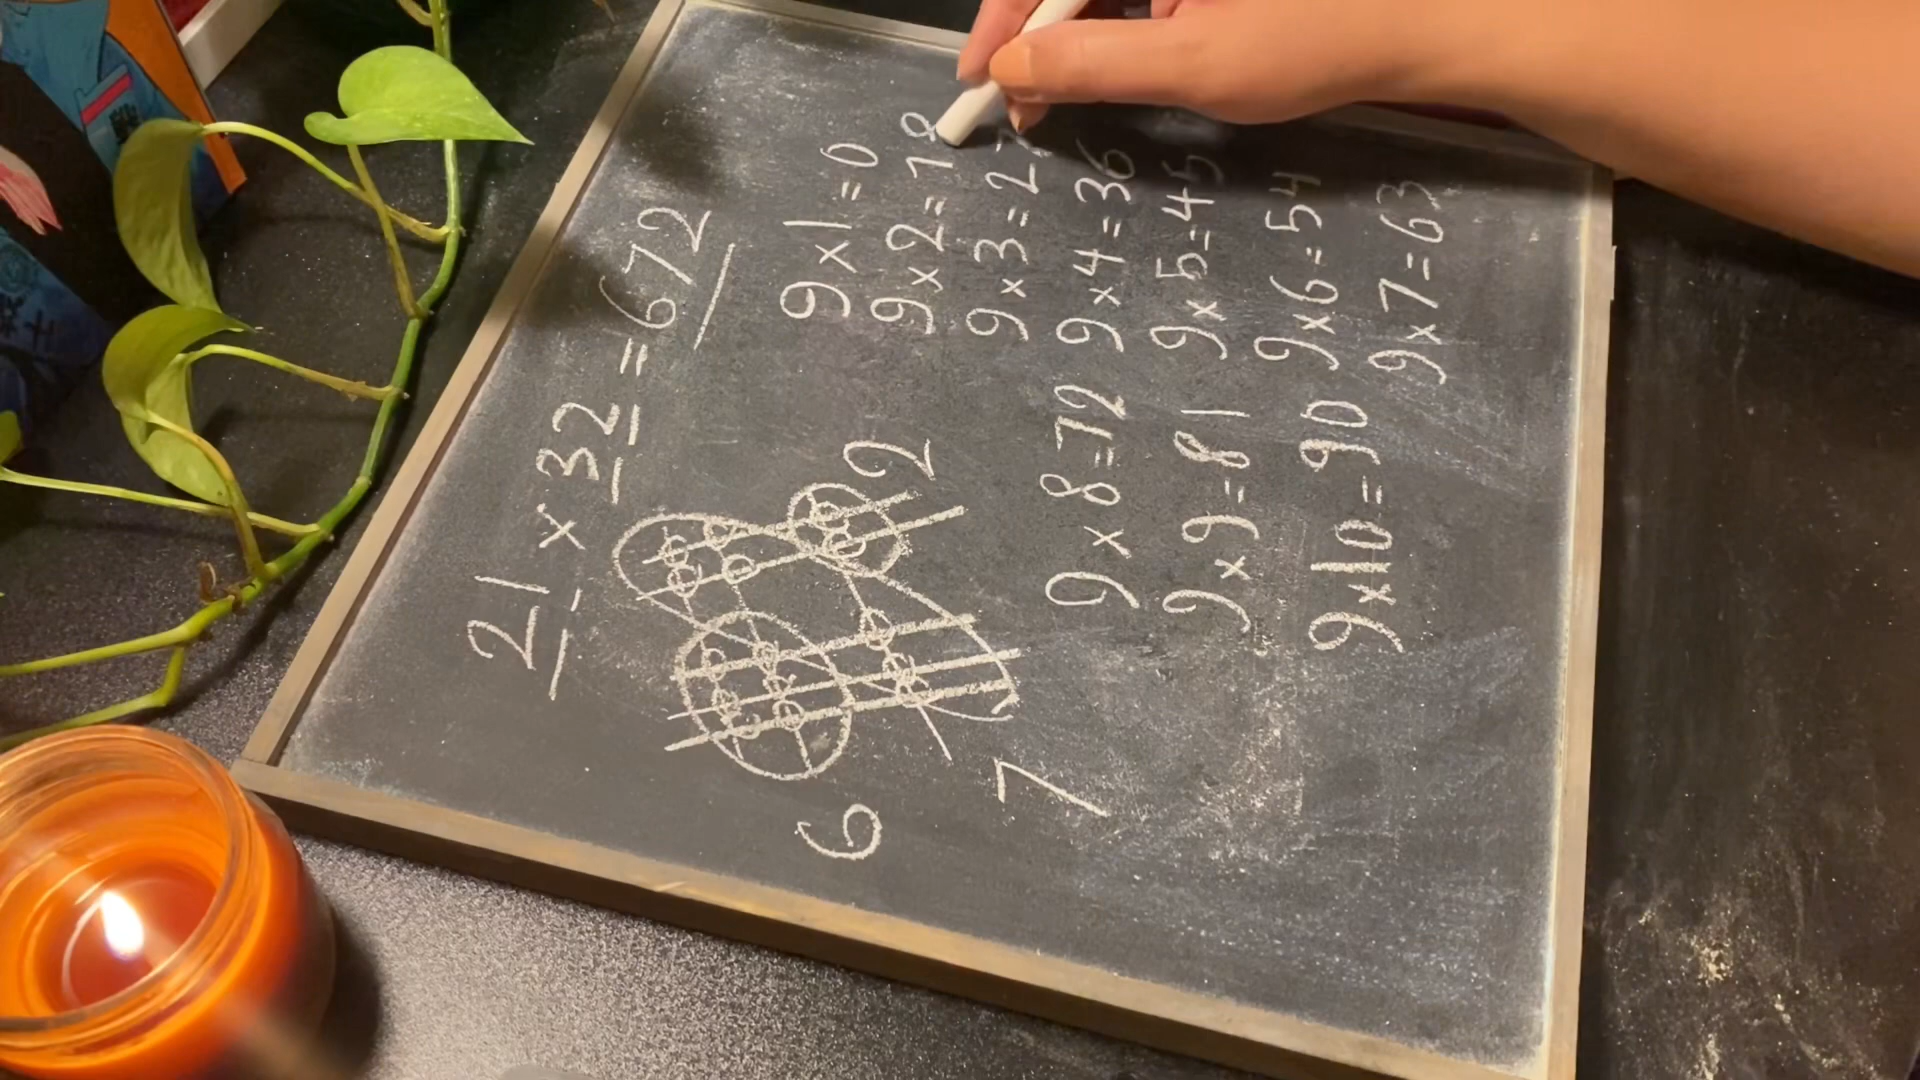 21 x 32 = 672
6
7
2
9 x 1 = 0
9 x 2 = 18
9 x 3 = 27
9 x 4 = 36
9 x 5 = 45
9 x 6 = 54
9 x 7 = 63
9 x 8 = 72
9 x 9 = 81
9 x 10 = 90